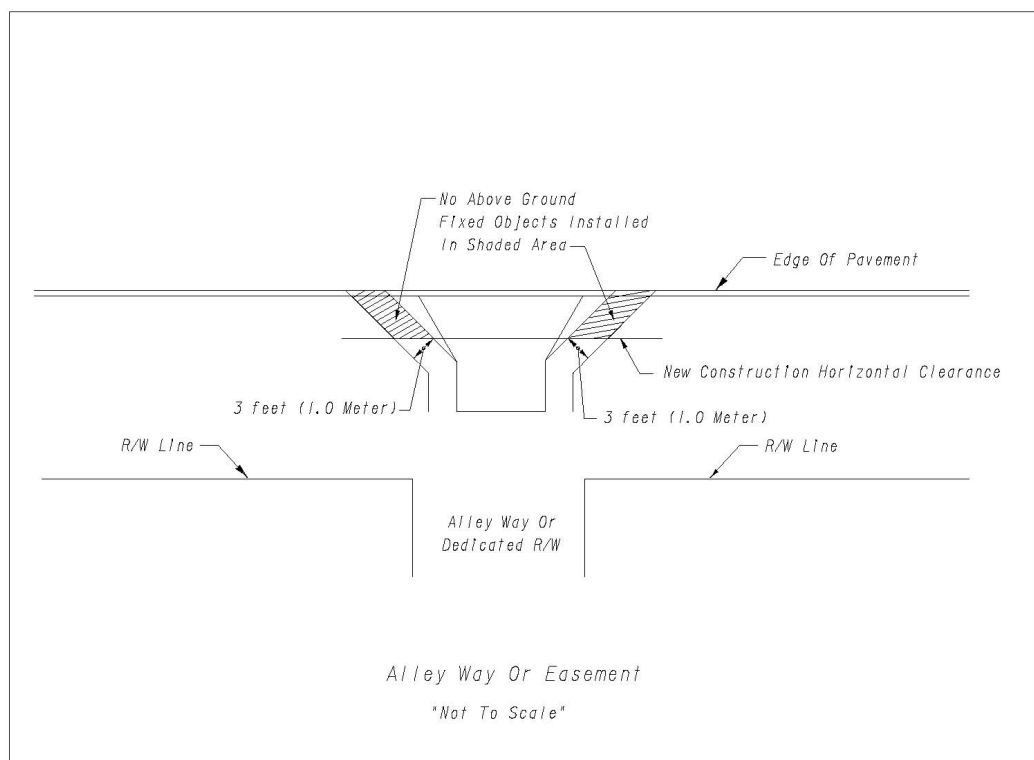 No Above Ground
Fixed Objects Installed
In Shaded Area
Edge Of Pavement
New Construction Horizontal Clearance
3 feet (1.0 Meter)
3 feet (1.0 Meter)
R/W Line
R/W Line
Alley Way Or
Dedicated R/W
Alley Way Or Easement
"Not To Scale"